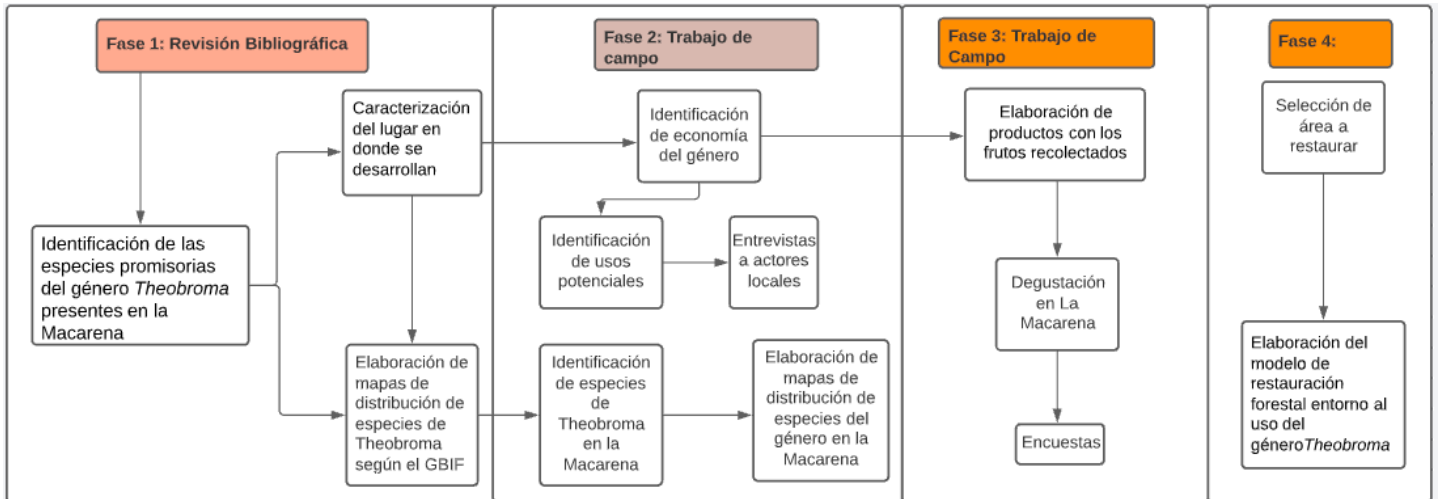 Fase 1: Revisión Bibliográfica
Identificación de las
especies promisorias
del género Theobroma
presentes en la
Macarena
Caracterización
del lugar en
donde se
desarrollan
Elaboración de
mapas de
distribución de
especies de
Theobroma
según el GBIF
Fase 2: Trabajo de
campo
Identificación
de economía
del género
Identificación
de usos
potenciales
Entrevistas
a actores
locales
Identificación
de especies
de
Theobroma
en la
Macarena
Elaboración de
mapas de
distribución de
especies del
género en la
Macarena
Fase 3: Trabajo de
Campo
Elaboración de
productos con los
frutos recolectados
Degustación
en La
Macarena
Encuestas
Fase 4:
Selección de
área a
restaurar
Elaboración del
modelo de
restauración
forestal entorno al
uso del
géneroTheobroma